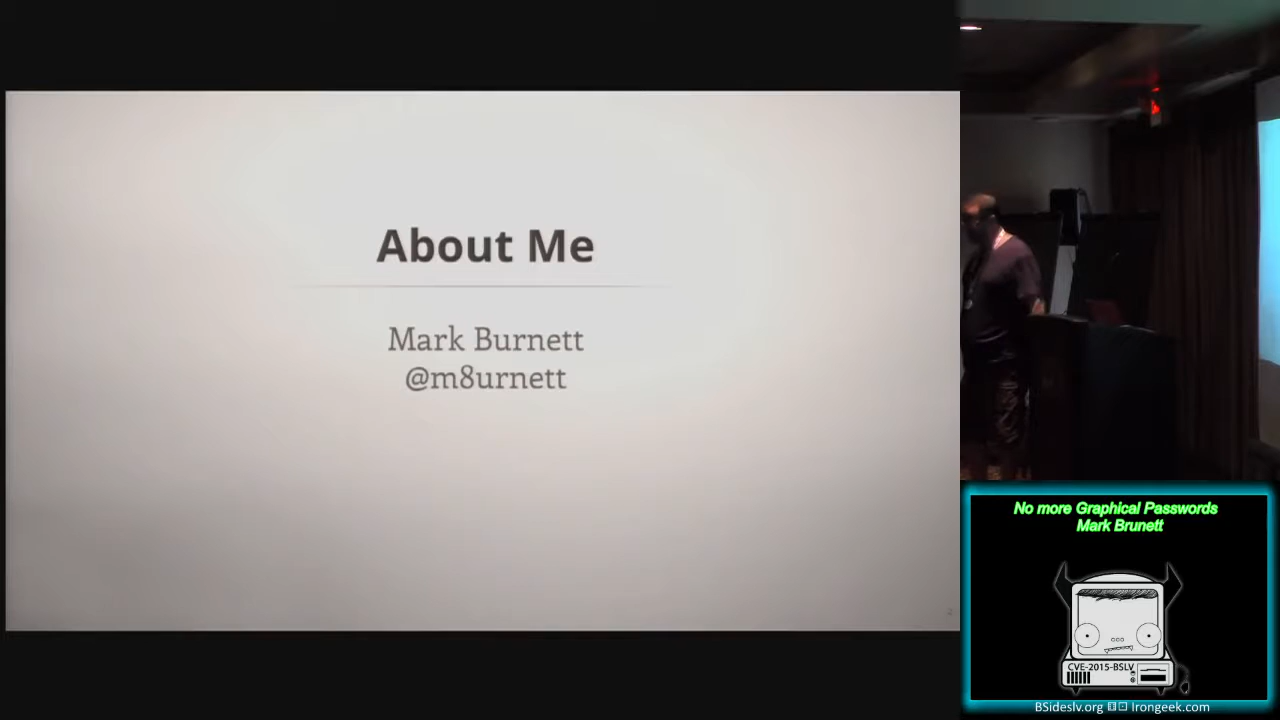 About Me
Mark Burnett
@m8urnett
No more Graphical Passwords
Mark Brunett
CVE-2015-BSLV
BSideslv.org Irongeek.com